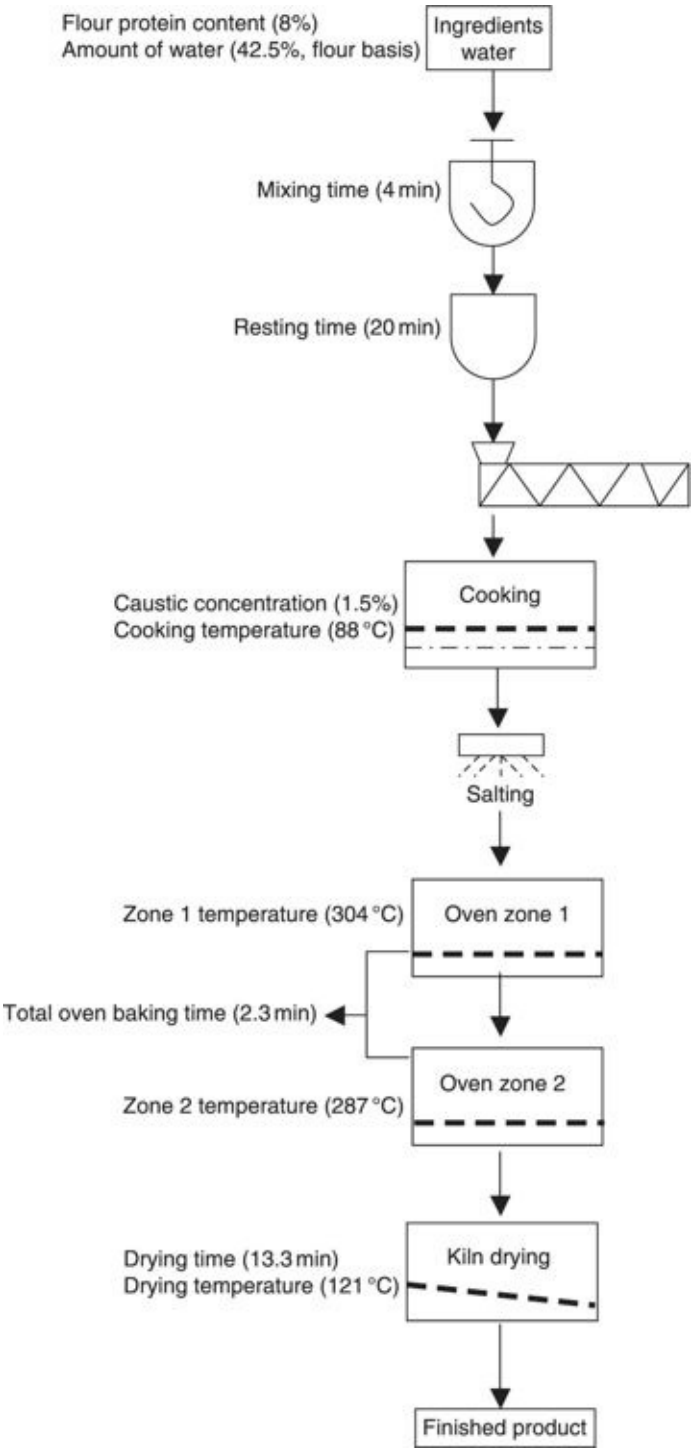 Flour protein content (8%)
Amount of water (42.5%, flour basis)
Ingredients
water
Mixing time (4 min)
Resting time (20 min)
Caustic concentration (1.5%)
Cooking temperature (88 °C)
Cooking
Salting
Zone 1 temperature (304 °C)
Oven zone 1
Total oven baking time (2.3 min)
Zone 2 temperature (287 °C)
Oven zone 2
Drying time (13.3 min)
Drying temperature (121 °C)
Kiln drying
Finished product